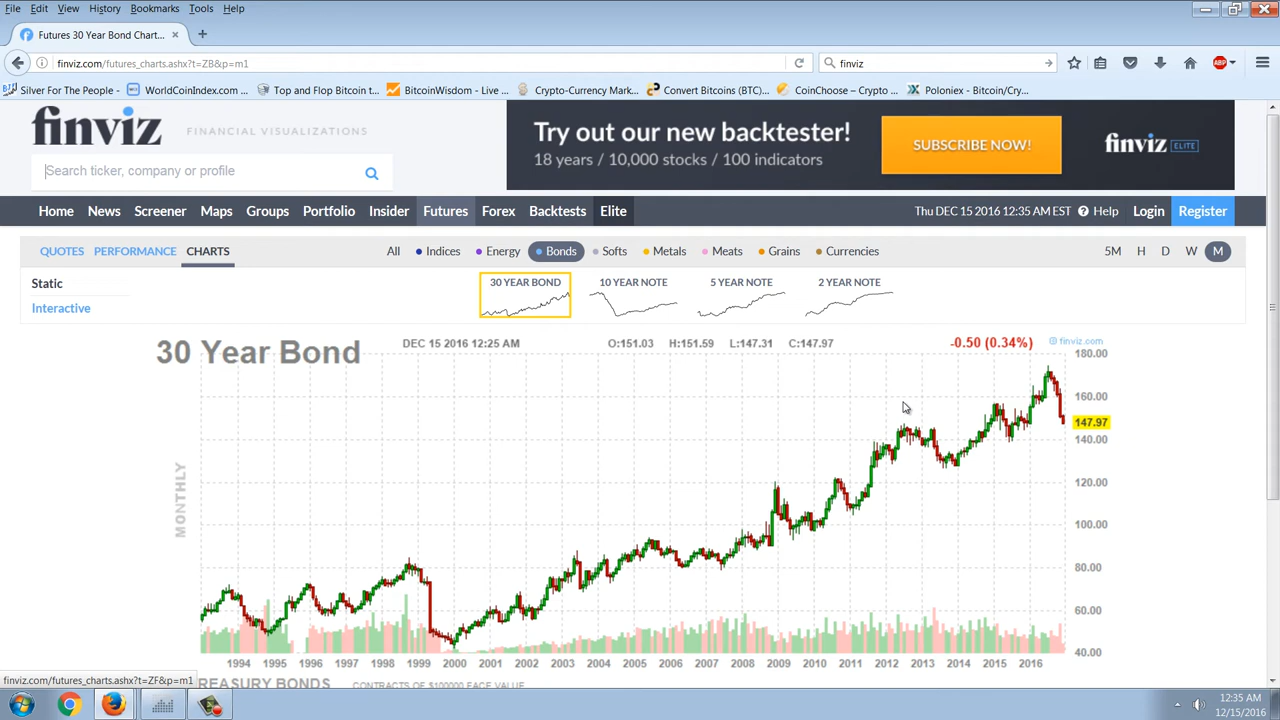 File Edit View History Bookmarks Tools Help
Futures 30 Year Bond Chart... × +
finviz.com/futures_charts.ashx?t=ZB&p=m1 finviz
Silver For The People - WorldCoinIndex.com ... Top and Flop Bitcoin t... BitcoinWisdom - Live ... Crypto-Currency Mark... Convert Bitcoins (BTC)... CoinChoose – Crypto ... Poloniex - Bitcoin/Cry...
finviz FINANCIAL VISUALIZATIONS
Try out our new backtester!
18 years / 10,000 stocks / 100 indicators
SUBSCRIBE NOW!
finviz ELITE
Search ticker, company or profile
Home News Screener Maps Groups Portfolio Insider Futures Forex Backtests Elite Thu DEC 15 2016 12:35 AM EST Help Login Register
QUOTES PERFORMANCE CHARTS All Indices Energy Bonds Softs Metals Meats Grains Currencies 5M H D W M
Static
Interactive
30 YEAR BOND 10 YEAR NOTE 5 YEAR NOTE 2 YEAR NOTE
30 Year Bond DEC 15 2016 12:25 AM O:151.03 H:151.59 L:147.31 C:147.97 -0.50 (0.34%) © finviz.com
180.00
160.00
147.97
140.00
120.00
100.00
80.00
60.00
40.00
MONTHLY
1994 1995 1996 1997 1998 1999 2000 2001 2002 2003 2004 2005 2006 2007 2008 2009 2010 2011 2012 2013 2014 2015 2016
finviz.com/futures_charts.ashx?t=ZF&p=m1
REASURY BONDS CONTRACTS OF $100000 FACE VALUE
12:35 AM
12/15/2016